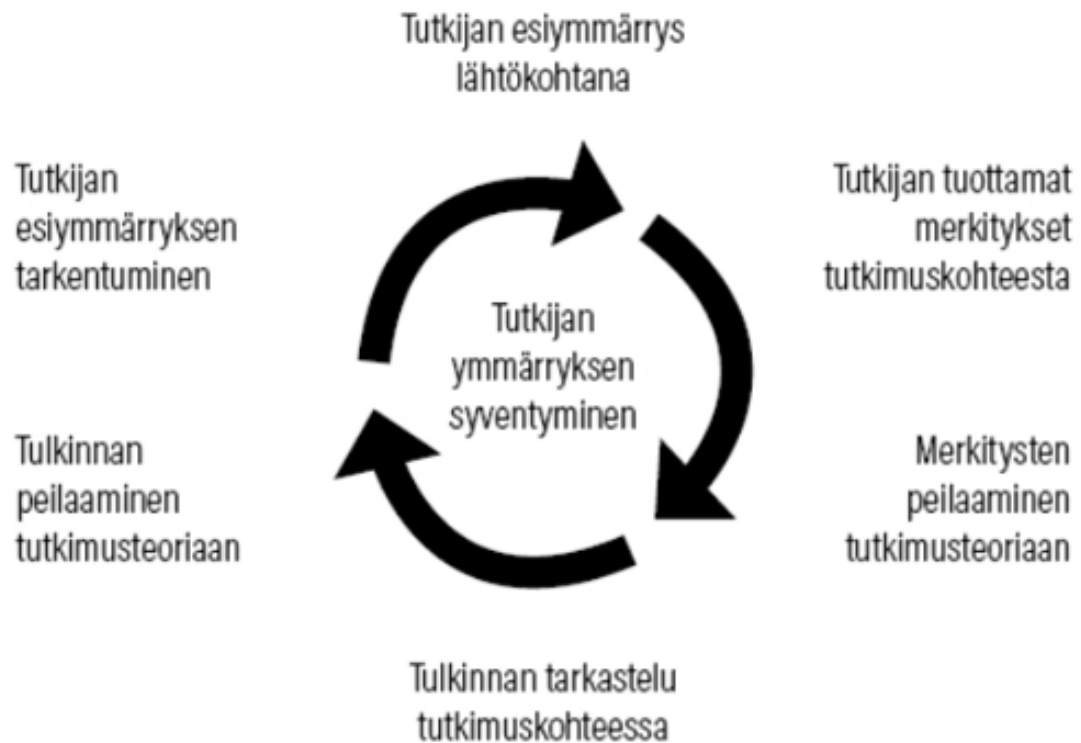 Tutkijan esiymmärrys
lähtökohtana
Tutkijan tuottamat
merkitykset
tutkimuskohteesta
Merkitysten
peilaaminen
tutkimusteoriaan
Tulkinnan tarkastelu
tutkimuskohteessa
Tulkinnan
peilaaminen
tutkimusteoriaan
Tutkijan
esiymmärryksen
tarkentuminen
Tutkijan
ymmärryksen
syventyminen